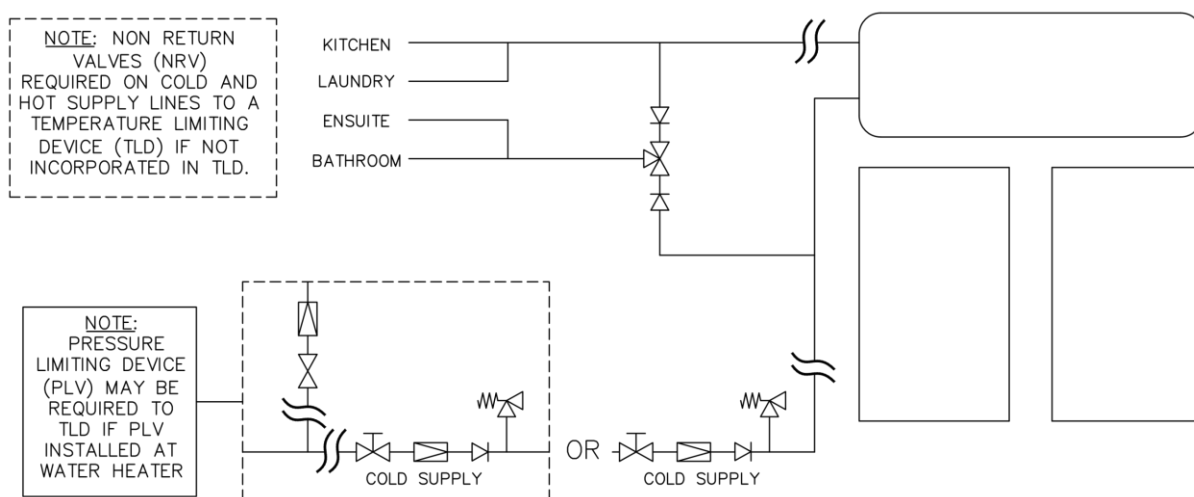 NOTE: NON RETURN
VALVES (NRV)
REQUIRED ON COLD AND
HOT SUPPLY LINES TO A
TEMPERATURE LIMITING
DEVICE (TLD) IF NOT
INCORPORATED IN TLD.
KITCHEN
LAUNDRY
ENSUITE
BATHROOM
NOTE:
PRESSURE
LIMITING DEVICE
(PLV) MAY BE
REQUIRED TO
TLD IF PLV
INSTALLED AT
WATER HEATER
OR
COLD SUPPLY
COLD SUPPLY